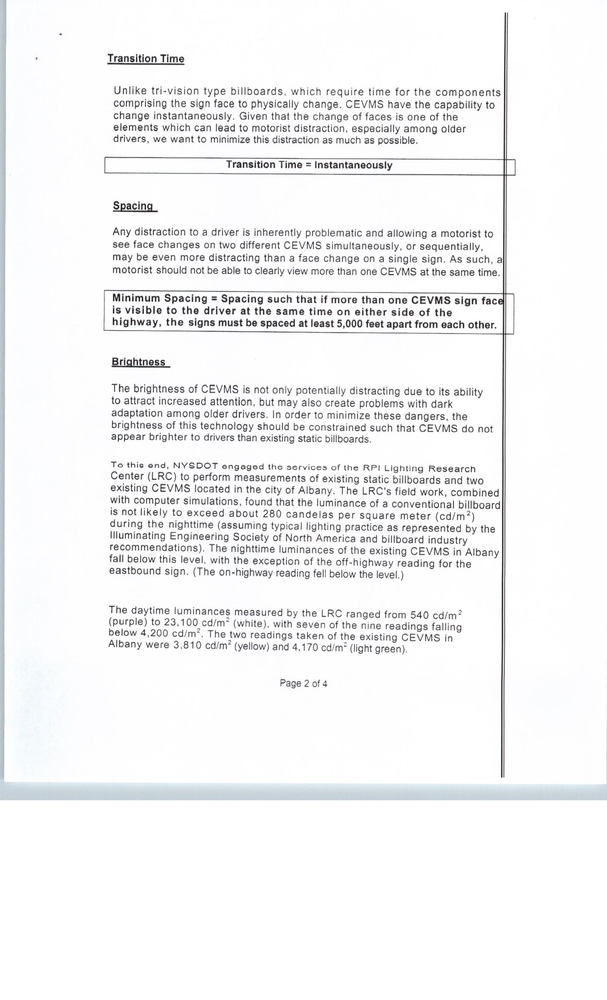 Transition Time
Unlike tri-vision type billboards, which require time for the components
comprising the sign face to physically change, CEVMS have the capability to
change instantaneously. Given that the change of faces is one of the
elements which can lead to motorist distraction, especially among older
drivers, we want to minimize this distraction as much as possible.
Transition Time = Instantaneously
Spacing
Any distraction to a driver is inherently problematic and allowing a motorist to
see face changes on two different CEVMS simultaneously, or sequentially,
may be even more distracting than a face change on a single sign. As such, a
motorist should not be able to clearly view more than one CEVMS at the same time.
Minimum Spacing = Spacing such that if more than one CEVMS sign face
is visible to the driver at the same time on either side of the
highway, the signs must be spaced at least 5,000 feet apart from each other.
Brightness
The brightness of CEVMS is not only potentially distracting due to its ability
to attract increased attention, but may also create problems with dark
adaptation among older drivers. In order to minimize these dangers, the
brightness of this technology should be constrained such that CEVMS do not
appear brighter to drivers than existing static billboards.
To this end, NYSDOT engaged the services of the RPI Lighting Research
Center (LRC) to perform measurements of existing static billboards and two
existing CEVMS located in the city of Albany. The LRC's field work, combined
with computer simulations, found that the luminance of a conventional billboard
is not likely to exceed about 280 candelas per square meter (cd/m²)
during the nighttime (assuming typical lighting practice as represented by the
Illuminating Engineering Society of North America and billboard industry
recommendations). The nighttime luminances of the existing CEVMS in Albany
fall below this level, with the exception of the off-highway reading for the
eastbound sign. (The on-highway reading fell below the level.)
The daytime luminances measured by the LRC ranged from 540 cd/m²
(purple) to 23,100 cd/m² (white), with seven of the nine readings falling
below 4,200 cd/m². The two readings taken of the existing CEVMS in
Albany were 3,810 cd/m² (yellow) and 4,170 cd/m² (light green).
Page 2 of 4